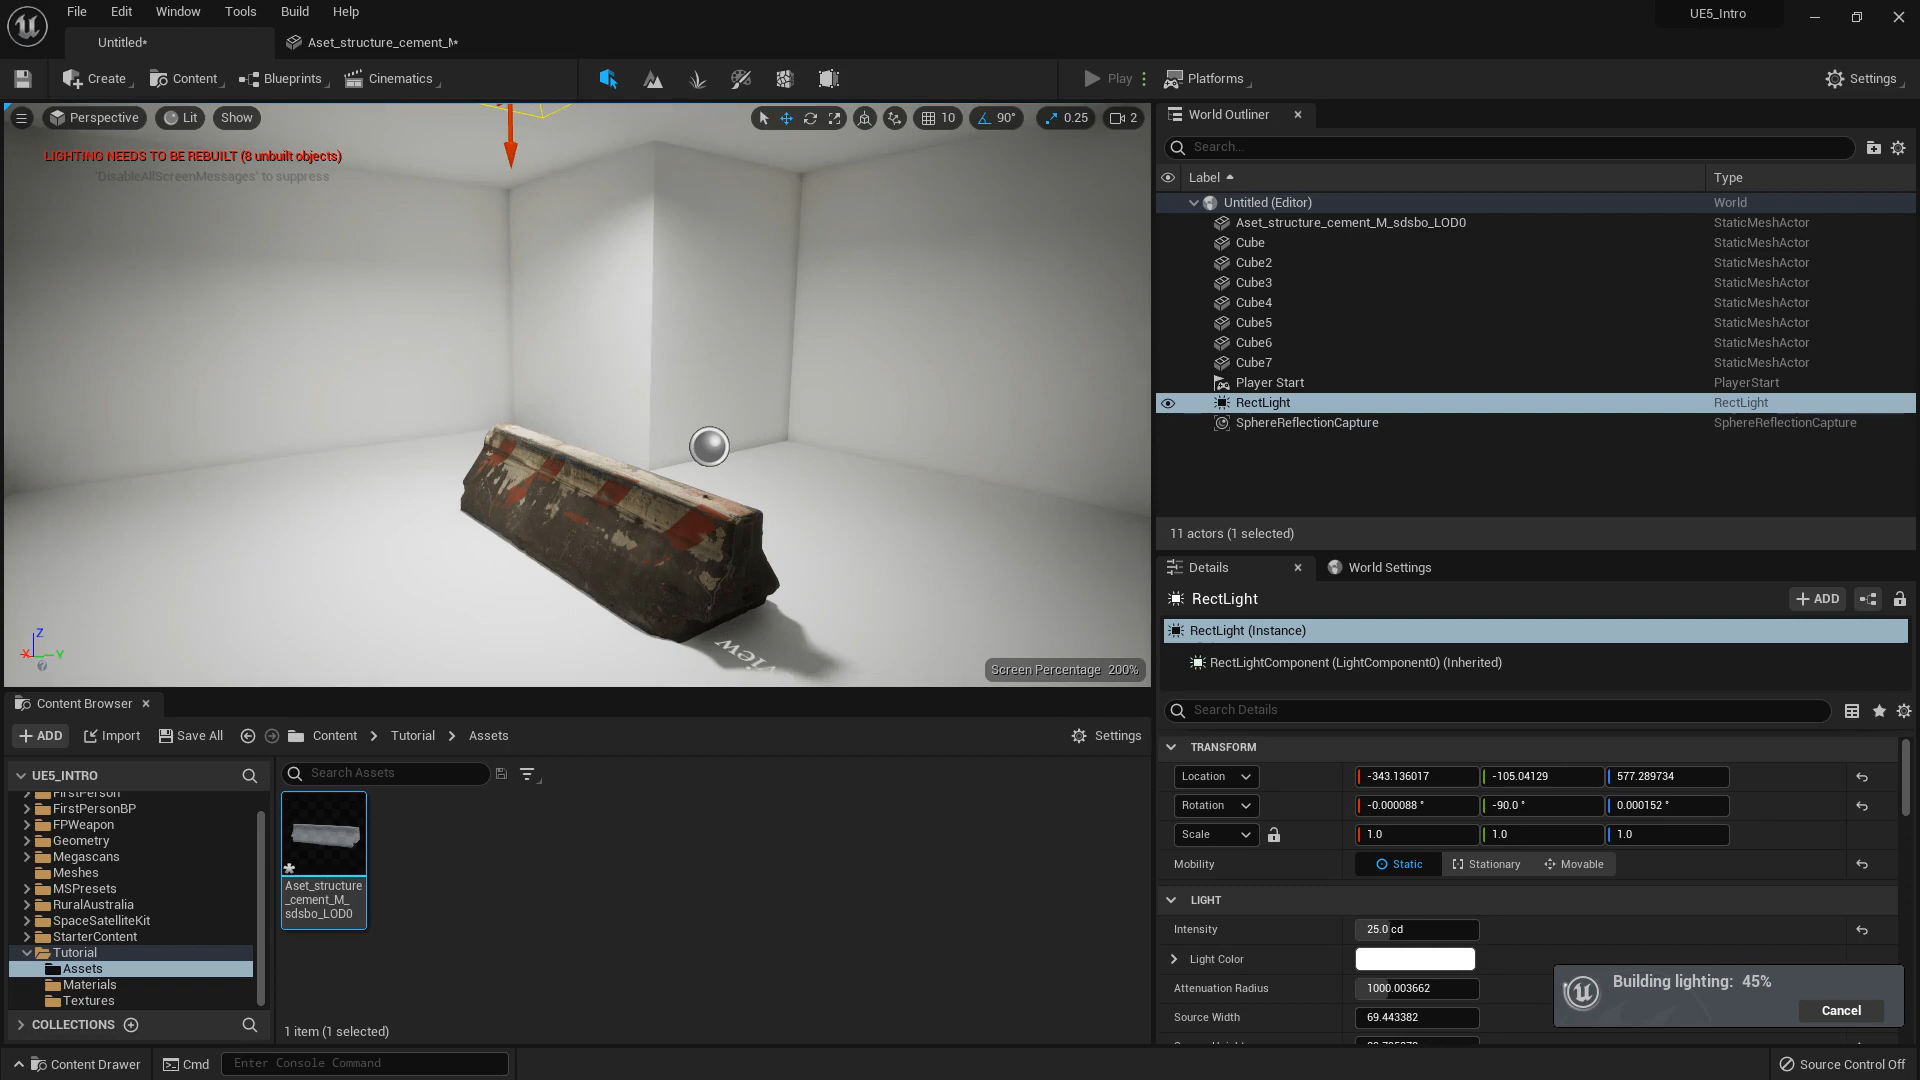 File Edit Window Tools Build Help
UE5_Intro
Untitled*
Aset_structure_cement_M*
Create
Content
Blueprints
Cinematics
Play
Platforms
Settings
Perspective
Lit
Show
10
90°
0.25
2
LIGHTING NEEDS TO BE REBUILT (8 unbuilt objects)
'DisableAllScreenMessages' to suppress
Z
X
Y
view
Screen Percentage 200%
World Outliner
Search...
Label
Type
Untitled (Editor) World
Aset_structure_cement_M_sdsbo_LOD0 StaticMeshActor
Cube StaticMeshActor
Cube2 StaticMeshActor
Cube3 StaticMeshActor
Cube4 StaticMeshActor
Cube5 StaticMeshActor
Cube6 StaticMeshActor
Cube7 StaticMeshActor
Player Start PlayerStart
RectLight RectLight
SphereReflectionCapture SphereReflectionCapture
11 actors (1 selected)
Details
World Settings
RectLight
ADD
RectLight (Instance)
RectLightComponent (LightComponent0) (Inherited)
Search Details
TRANSFORM
Location -343.136017 -105.04129 577.289734
Rotation -0.000088 ° -90.0 ° 0.000152 °
Scale 1.0 1.0 1.0
Mobility Static Stationary Movable
LIGHT
Intensity 25.0 cd
Light Color
Attenuation Radius 1000.003662
Source Width 69.443382
Building lighting: 45%
Cancel
Content Browser
ADD
Import
Save All
Content
Tutorial
Assets
Settings
UE5_INTRO
FirstPerson
FirstPersonBP
FPWeapon
Geometry
Megascans
Meshes
MSPresets
RuralAustralia
SpaceSatelliteKit
StarterContent
Tutorial
Assets
Materials
Textures
COLLECTIONS
Search Assets
Aset_structure
_cement_M_
sdsbo_LOD0
1 item (1 selected)
Content Drawer
Cmd
Enter Console Command
Source Control Off